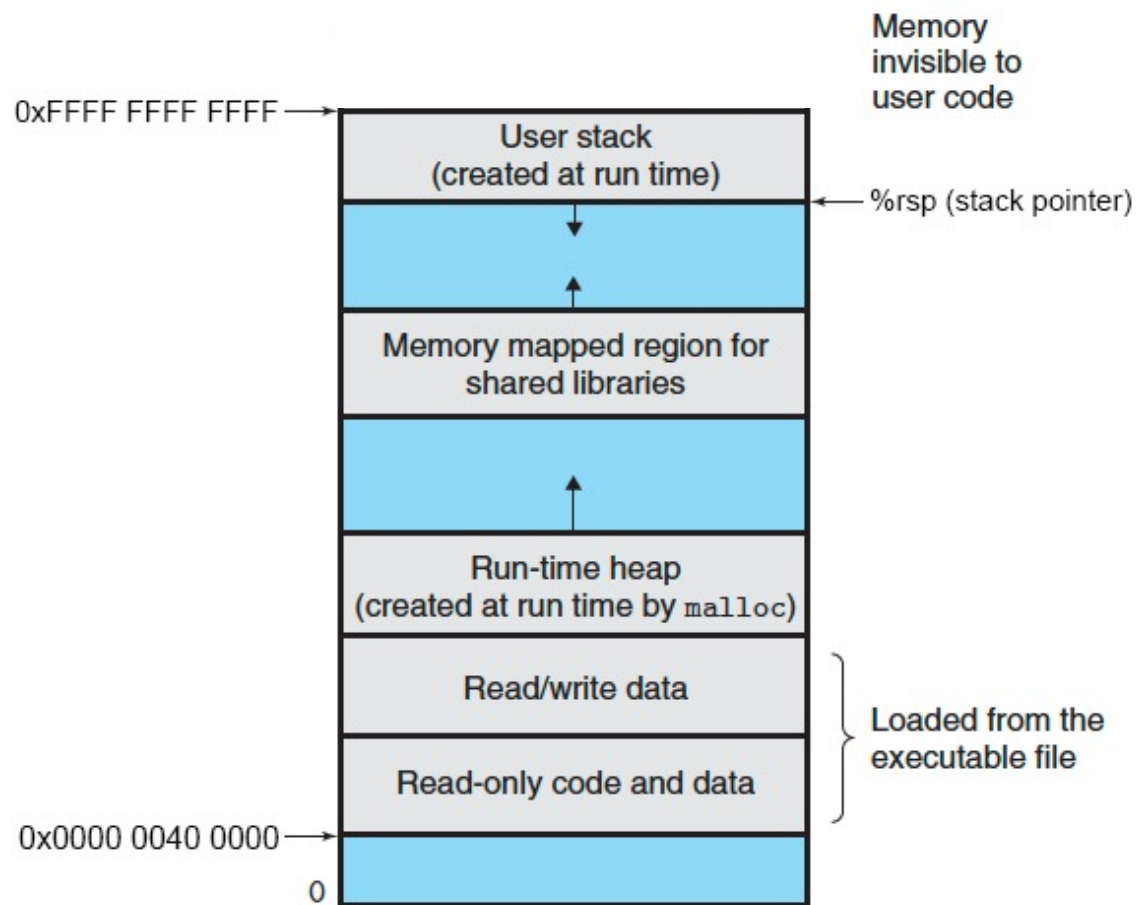 Memory
invisible to
user code
0xFFFF FFFF FFFF
User stack
(created at run time)
%rsp (stack pointer)
Memory mapped region for
shared libraries
Run-time heap
(created at run time by malloc)
Read/write data
Loaded from the
executable file
Read-only code and data
0x0000 0040 0000
0